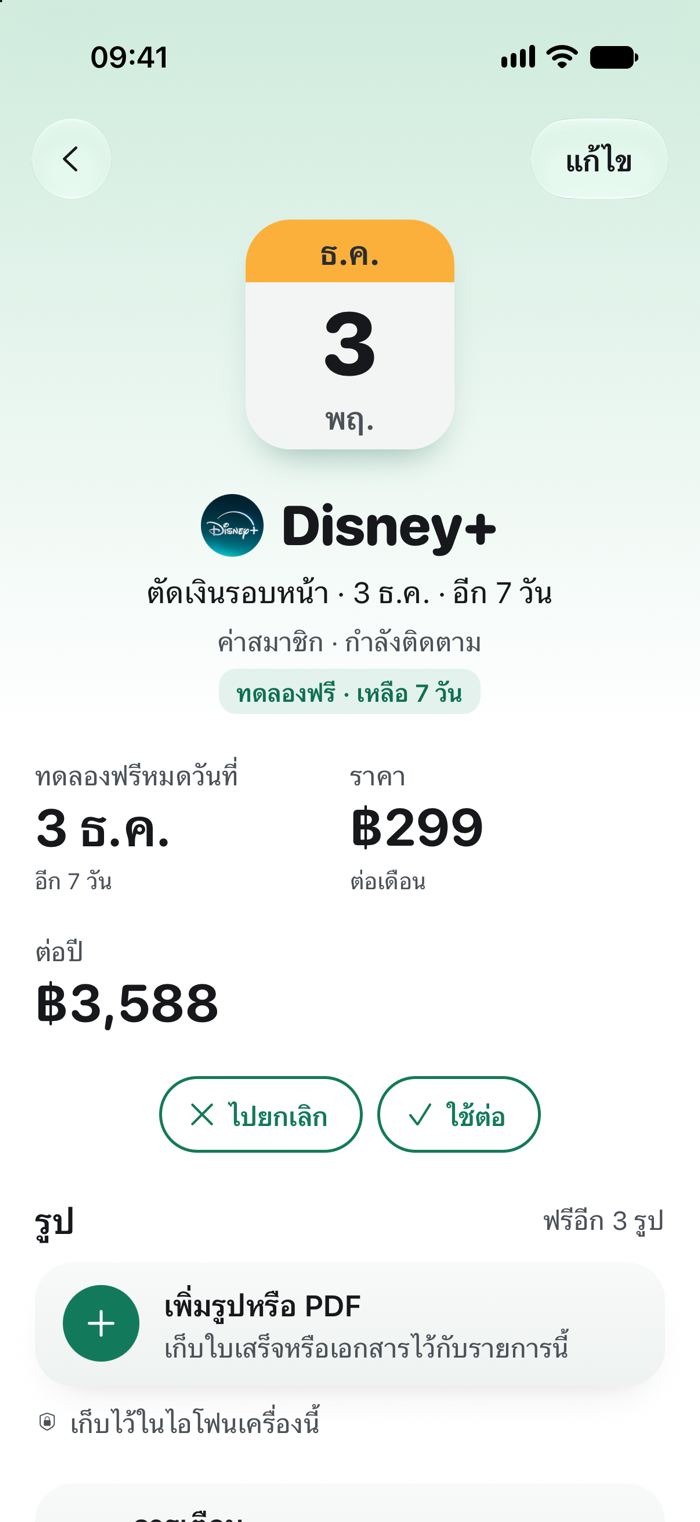 09:41
แก้ไข
ธ.ค.
3
พฤ.
Disney+ Disney+
ตัดเงินรอบหน้า · 3 ธ.ค. · อีก 7 วัน
ค่าสมาชิก · กำลังติดตาม
ทดลองฟรี · เหลือ 7 วัน
ทดลองฟรีหมดวันที่
3 ธ.ค.
อีก 7 วัน
ราคา
฿299
ต่อเดือน
ต่อปี
฿3,588
ไปยกเลิก
ใช้ต่อ
รูป
ฟรีอีก 3 รูป
เพิ่มรูปหรือ PDF
เก็บใบเสร็จหรือเอกสารไว้กับรายการนี้
เก็บไว้ในไอโฟนเครื่องนี้